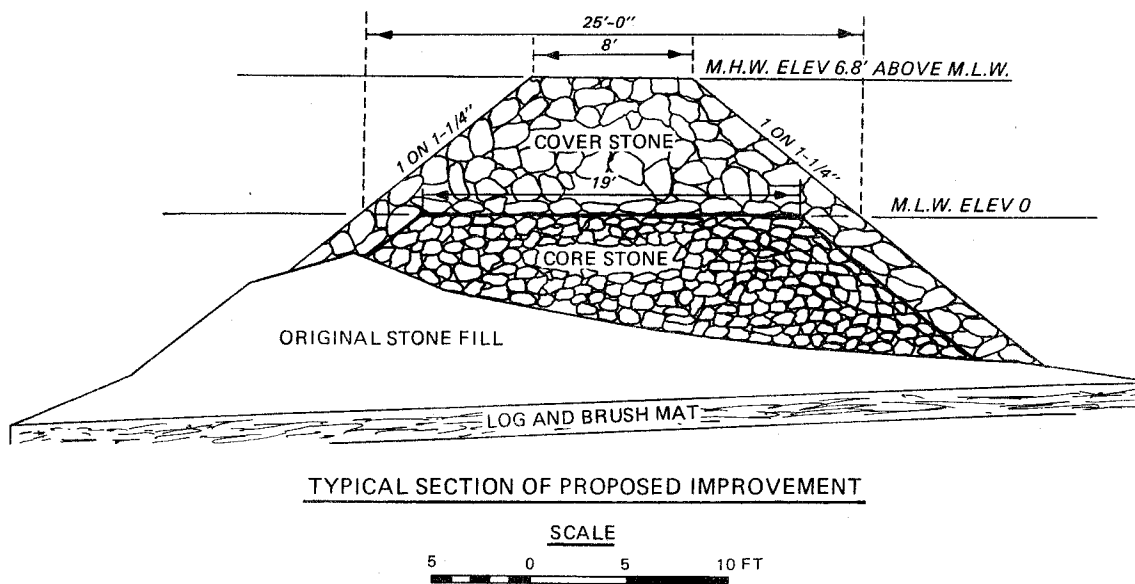 25'-0"
8'
M.H.W. ELEV 6.8' ABOVE M.L.W.
1 ON 1-1/4"
1 ON 1-1/4"
COVER STONE
19'
M.L.W. ELEV 0
CORE STONE
ORIGINAL STONE FILL
LOG AND BRUSH MAT
TYPICAL SECTION OF PROPOSED IMPROVEMENT
SCALE
5 0 5 10 FT